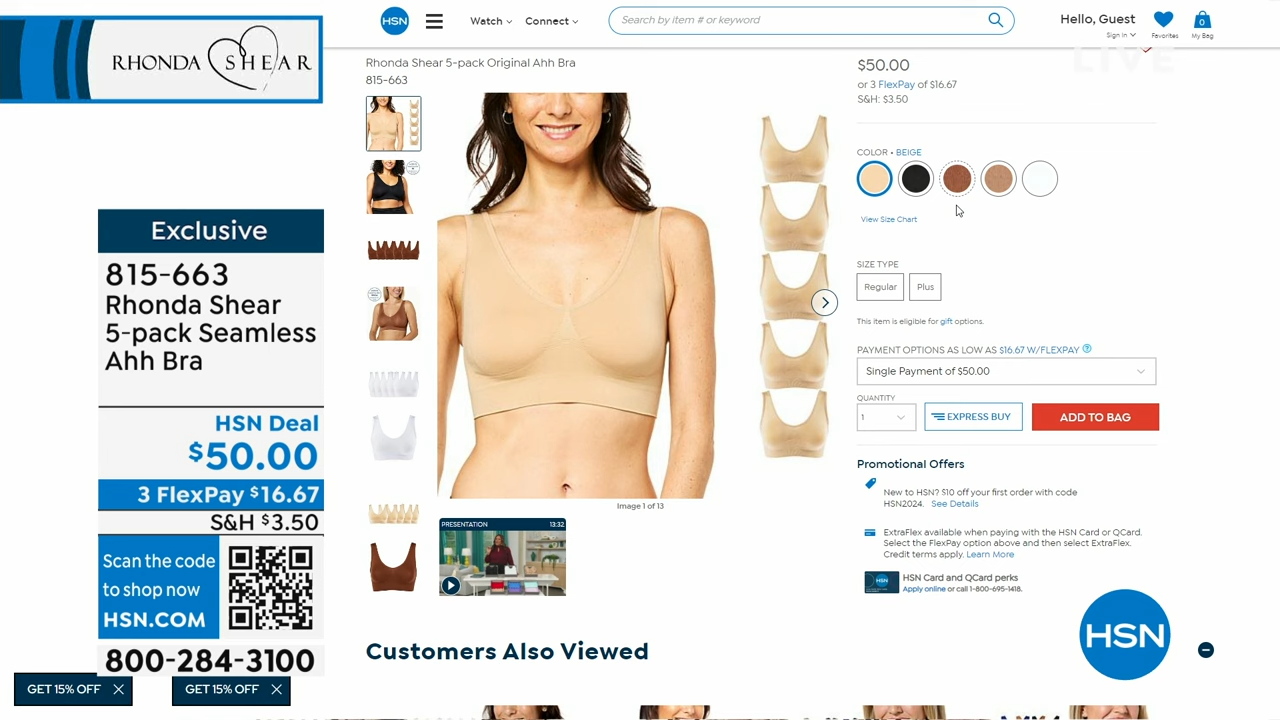 RHONDA SHEAR
Exclusive
815-663
Rhonda Shear
5-pack Seamless
Ahh Bra
HSN Deal
$50.00
3 FlexPay $16.67
S&H $3.50
Scan the code
to shop now
HSN.COM
800-284-3100
GET 15% OFF
GET 15% OFF
HSN
Watch
Connect
Search by item # or keyword
Hello, Guest
Sign In
Favorites
0
My Bag
LIVE
Rhonda Shear 5-pack Original Ahh Bra
815-663
Image 1 of 13
PRESENTATION 13:32
$50.00
or 3 FlexPay of $16.67
S&H: $3.50
COLOR • BEIGE
View Size Chart
SIZE TYPE
Regular Plus
This item is eligible for gift options.
PAYMENT OPTIONS AS LOW AS $16.67 W/FLEXPAY
Single Payment of $50.00
QUANTITY
1
EXPRESS BUY
ADD TO BAG
Promotional Offers
New to HSN? $10 off your first order with code
HSN2024. See Details
ExtraFlex available when paying with the HSN Card or QCard.
Select the FlexPay option above and then select ExtraFlex.
Credit terms apply. Learn More
HSN
HSN Card and QCard perks
Apply online or call 1-800-695-1418.
HSN
Customers Also Viewed